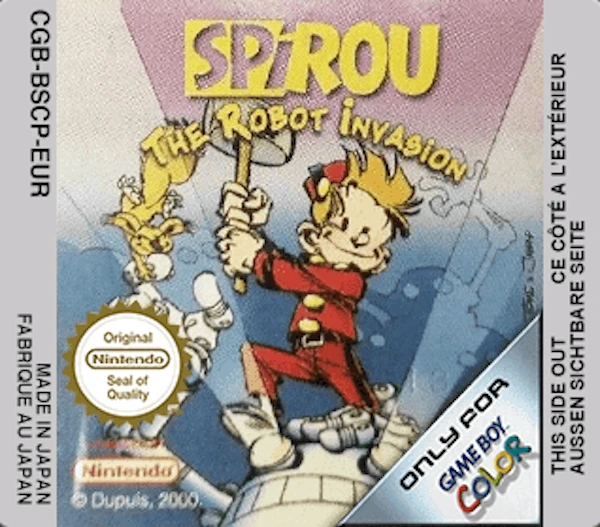 SPiROU
THE ROBOT INVASION
CGB-BSCP-EUR
MADE IN JAPAN
FABRIQUE AU JAPAN
Original
Nintendo
Seal of
Quality
Nintendo
© Dupuis, 2000.
ONLY FOR
GAME BOY
COLOR
THIS SIDE OUT CE CÔTÉ A L'EXTÉRIEUR
AUSSEN SICHTBARE SEITE